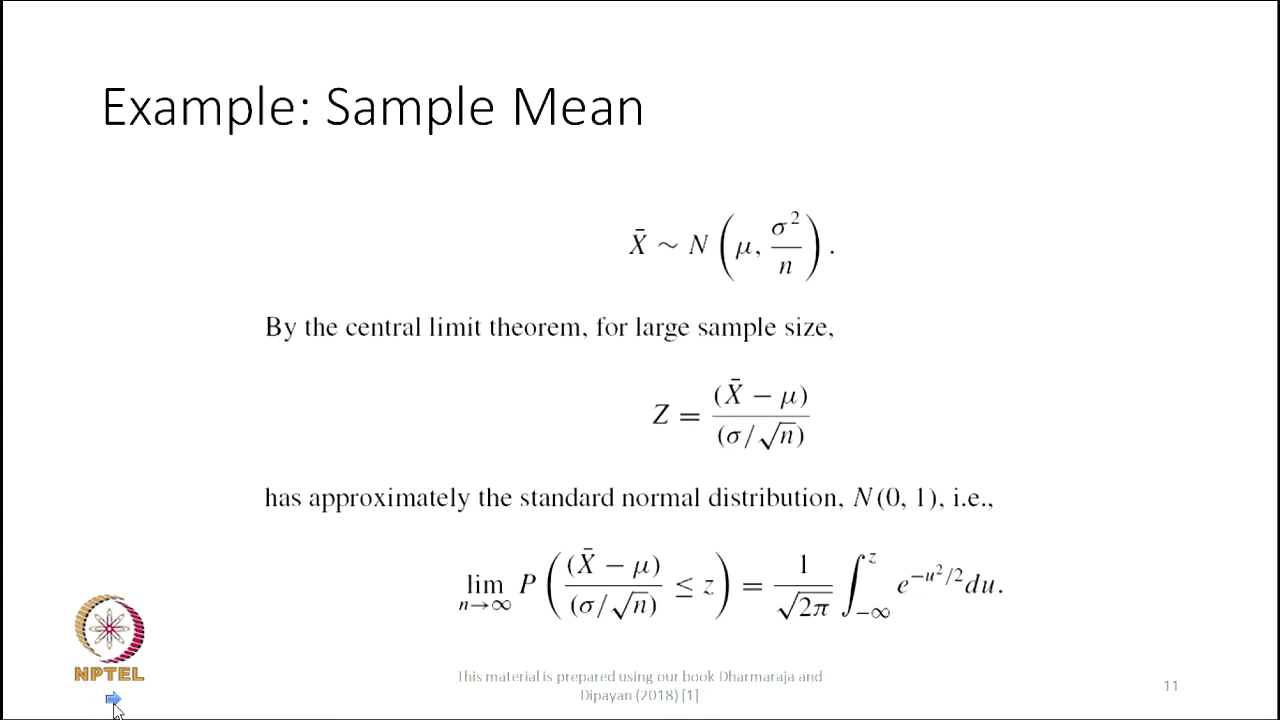 Example: Sample Mean
X̄ ∼ N(μ, σ²/n).
By the central limit theorem, for large sample size,
Z = (X̄ − μ)/(σ/√n)
has approximately the standard normal distribution, N(0, 1), i.e.,
lim n→∞ P((X̄ − μ)/(σ/√n) ≤ z) = 1/√2π ∫_{−∞}^{z} e^{−u²/2} du.
NPTEL
This material is prepared using our book Dharmaraja and
Dipayan (2018) [1]
11